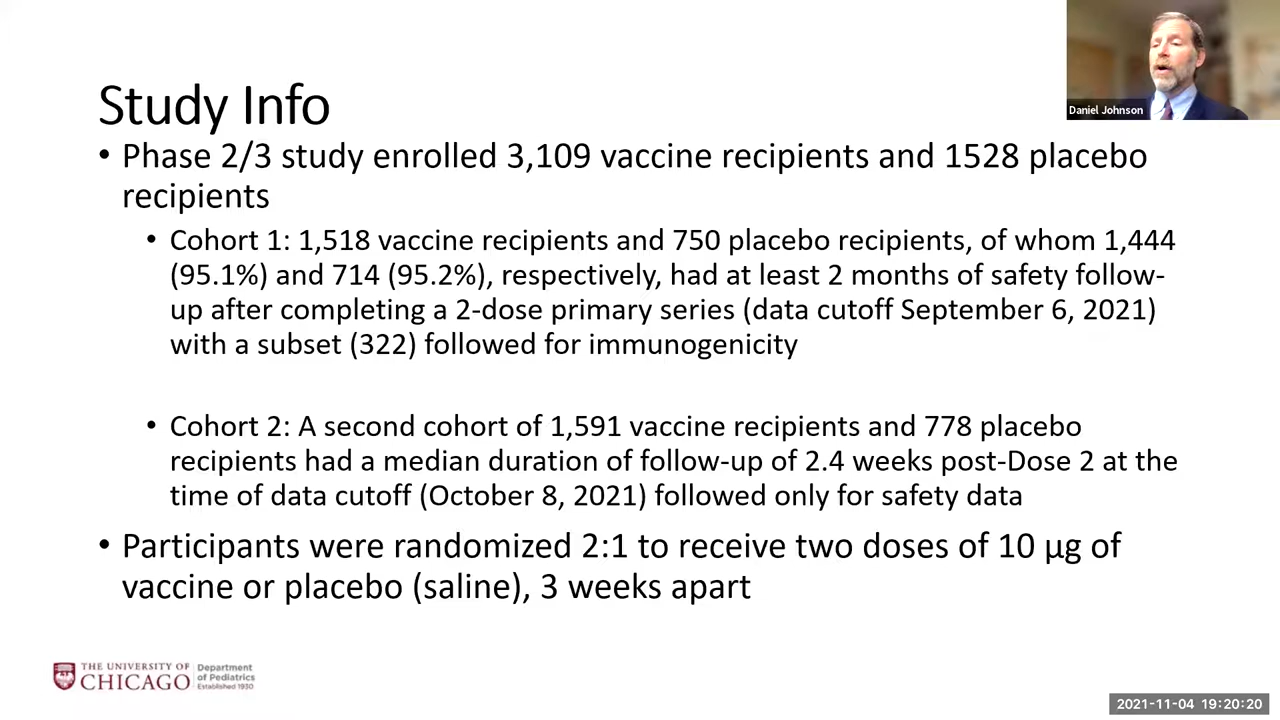 Daniel Johnson
Study Info
• Phase 2/3 study enrolled 3,109 vaccine recipients and 1528 placebo
recipients
• Cohort 1: 1,518 vaccine recipients and 750 placebo recipients, of whom 1,444
(95.1%) and 714 (95.2%), respectively, had at least 2 months of safety follow-
up after completing a 2-dose primary series (data cutoff September 6, 2021)
with a subset (322) followed for immunogenicity
• Cohort 2: A second cohort of 1,591 vaccine recipients and 778 placebo
recipients had a median duration of follow-up of 2.4 weeks post-Dose 2 at the
time of data cutoff (October 8, 2021) followed only for safety data
• Participants were randomized 2:1 to receive two doses of 10 µg of
vaccine or placebo (saline), 3 weeks apart
THE UNIVERSITY OF
CHICAGO
Department
of Pediatrics
Established 1930
2021-11-04 19:20:20